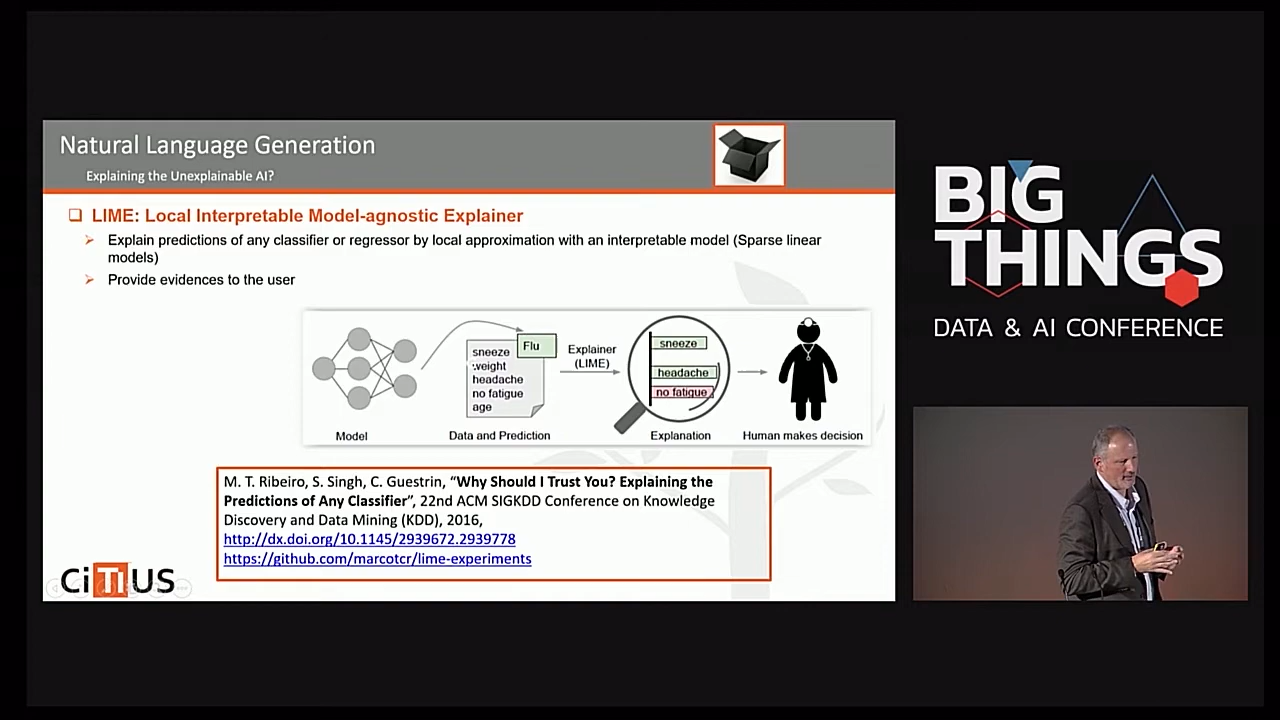 Natural Language Generation
Explaining the Unexplainable AI?
LIME: Local Interpretable Model-agnostic Explainer
Explain predictions of any classifier or regressor by local approximation with an interpretable model (Sparse linear
models)
Provide evidences to the user
sneeze
weight
headache
no fatigue
age
Flu
Explainer
(LIME)
sneeze
headache
no fatigue
Model
Data and Prediction
Explanation
Human makes decision
M. T. Ribeiro, S. Singh, C. Guestrin, “Why Should I Trust You? Explaining the
Predictions of Any Classifier”, 22nd ACM SIGKDD Conference on Knowledge
Discovery and Data Mining (KDD), 2016,
http://dx.doi.org/10.1145/2939672.2939778
https://github.com/marcotcr/lime-experiments
CiTIUS
BIG
THINGS
DATA & AI CONFERENCE